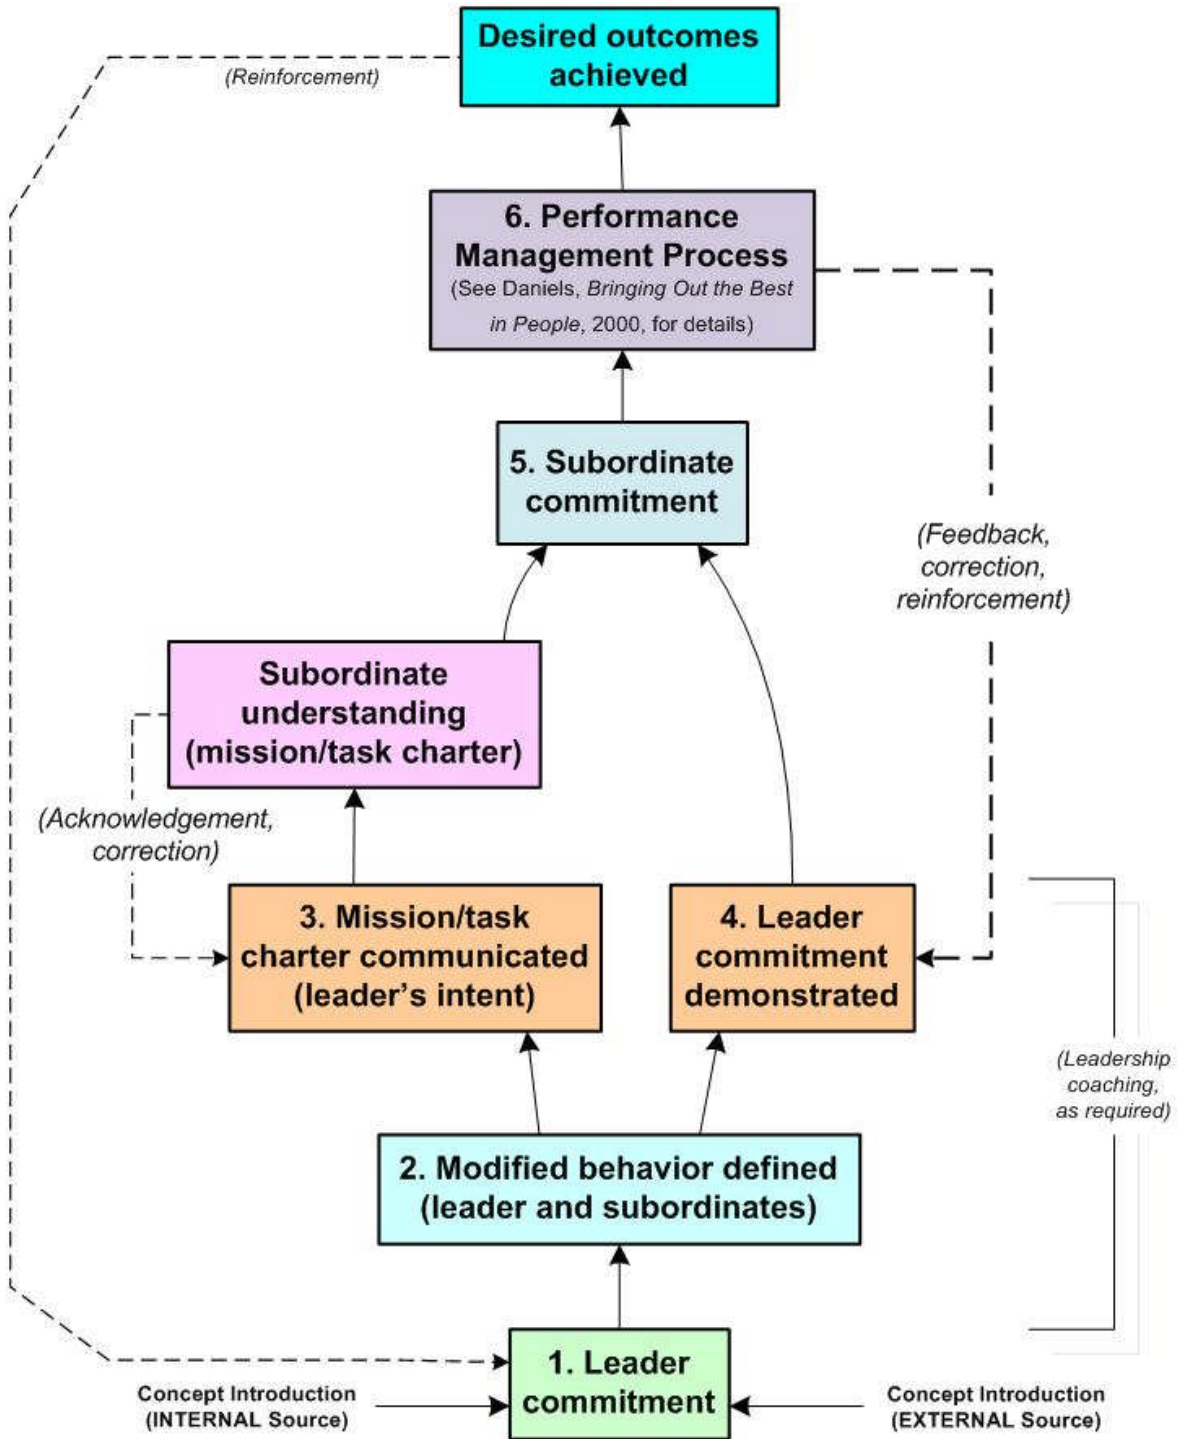 Desired outcomes
achieved
(Reinforcement)
6. Performance
Management Process
(See Daniels, Bringing Out the Best
in People, 2000, for details)
5. Subordinate
commitment
(Feedback,
correction,
reinforcement)
Subordinate
understanding
(mission/task charter)
(Acknowledgement,
correction)
3. Mission/task
charter communicated
(leader's intent)
4. Leader
commitment
demonstrated
(Leadership
coaching,
as required)
2. Modified behavior defined
(leader and subordinates)
1. Leader
commitment
Concept Introduction
(INTERNAL Source)
Concept Introduction
(EXTERNAL Source)